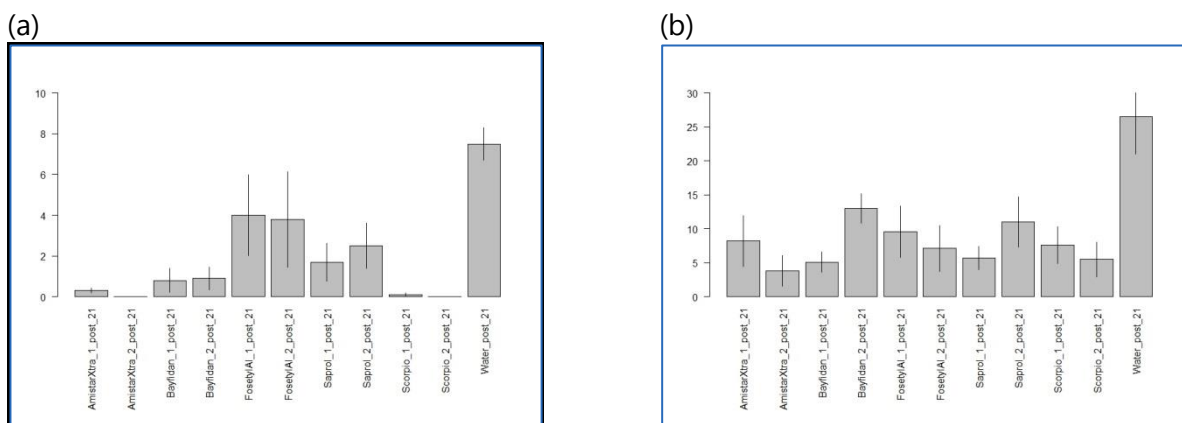 (a)
(b)
10
8
6
4
2
0
AmistarXtra_1_post_21
AmistarXtra_2_post_21
Bayfidan_1_post_21
Bayfidan_2_post_21
FosetylAl_1_post_21
FosetylAl_2_post_21
Saprol_1_post_21
Saprol_2_post_21
Scorpio_1_post_21
Scorpio_2_post_21
Water_post_21
30
25
20
15
10
5
0
AmistarXtra_1_post_21
AmistarXtra_2_post_21
Bayfidan_1_post_21
Bayfidan_2_post_21
FosetylAl_1_post_21
FosetylAl_2_post_21
Saprol_1_post_21
Saprol_2_post_21
Scorpio_1_post_21
Scorpio_2_post_21
Water_post_21